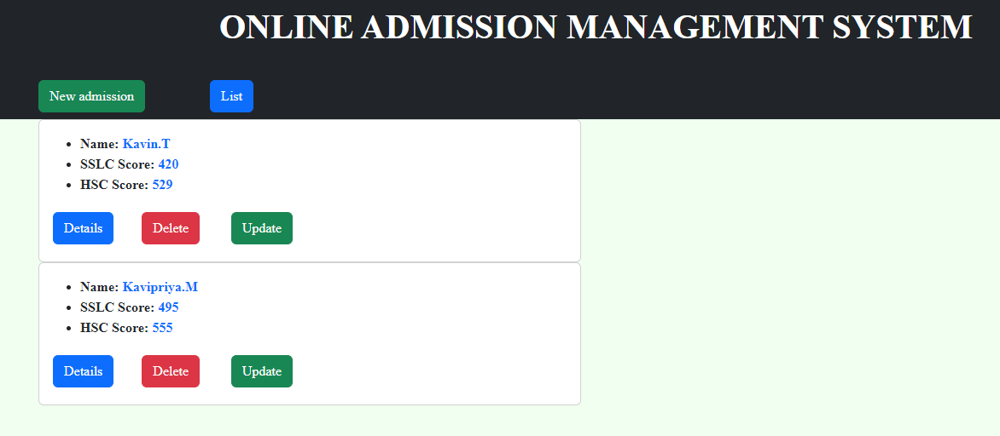 ONLINE ADMISSION MANAGEMENT SYSTEM
New admission List
Name: Kavin.T
SSLC Score: 420
HSC Score: 529
Details Delete Update
Name: Kavipriya.M
SSLC Score: 495
HSC Score: 555
Details Delete Update